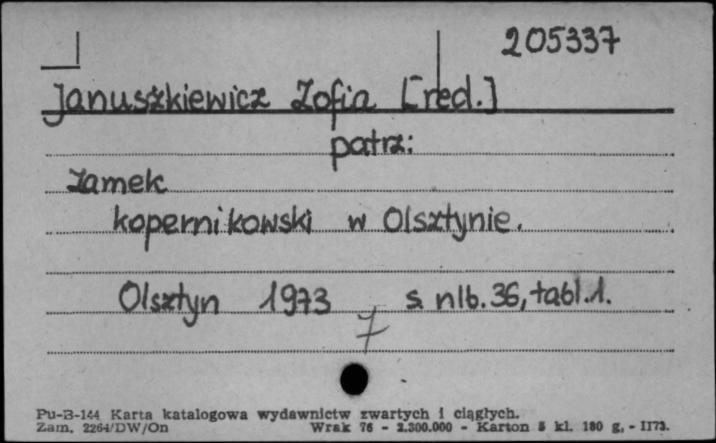 205337
Januszkiewicz Zofia [red.]
patrz:
Zamek
kopernikowski w Olsztynie.
Olsztyn 1973 s. nlb. 36, tabl. 1.
7
Pu-B-144 Karta katalogowa wydawnictw zwartych i ciągłych.
Zam. 2264/DW/On Wrak 76 - 2.300.000 - Karton 5 kl. 180 g. - II73.